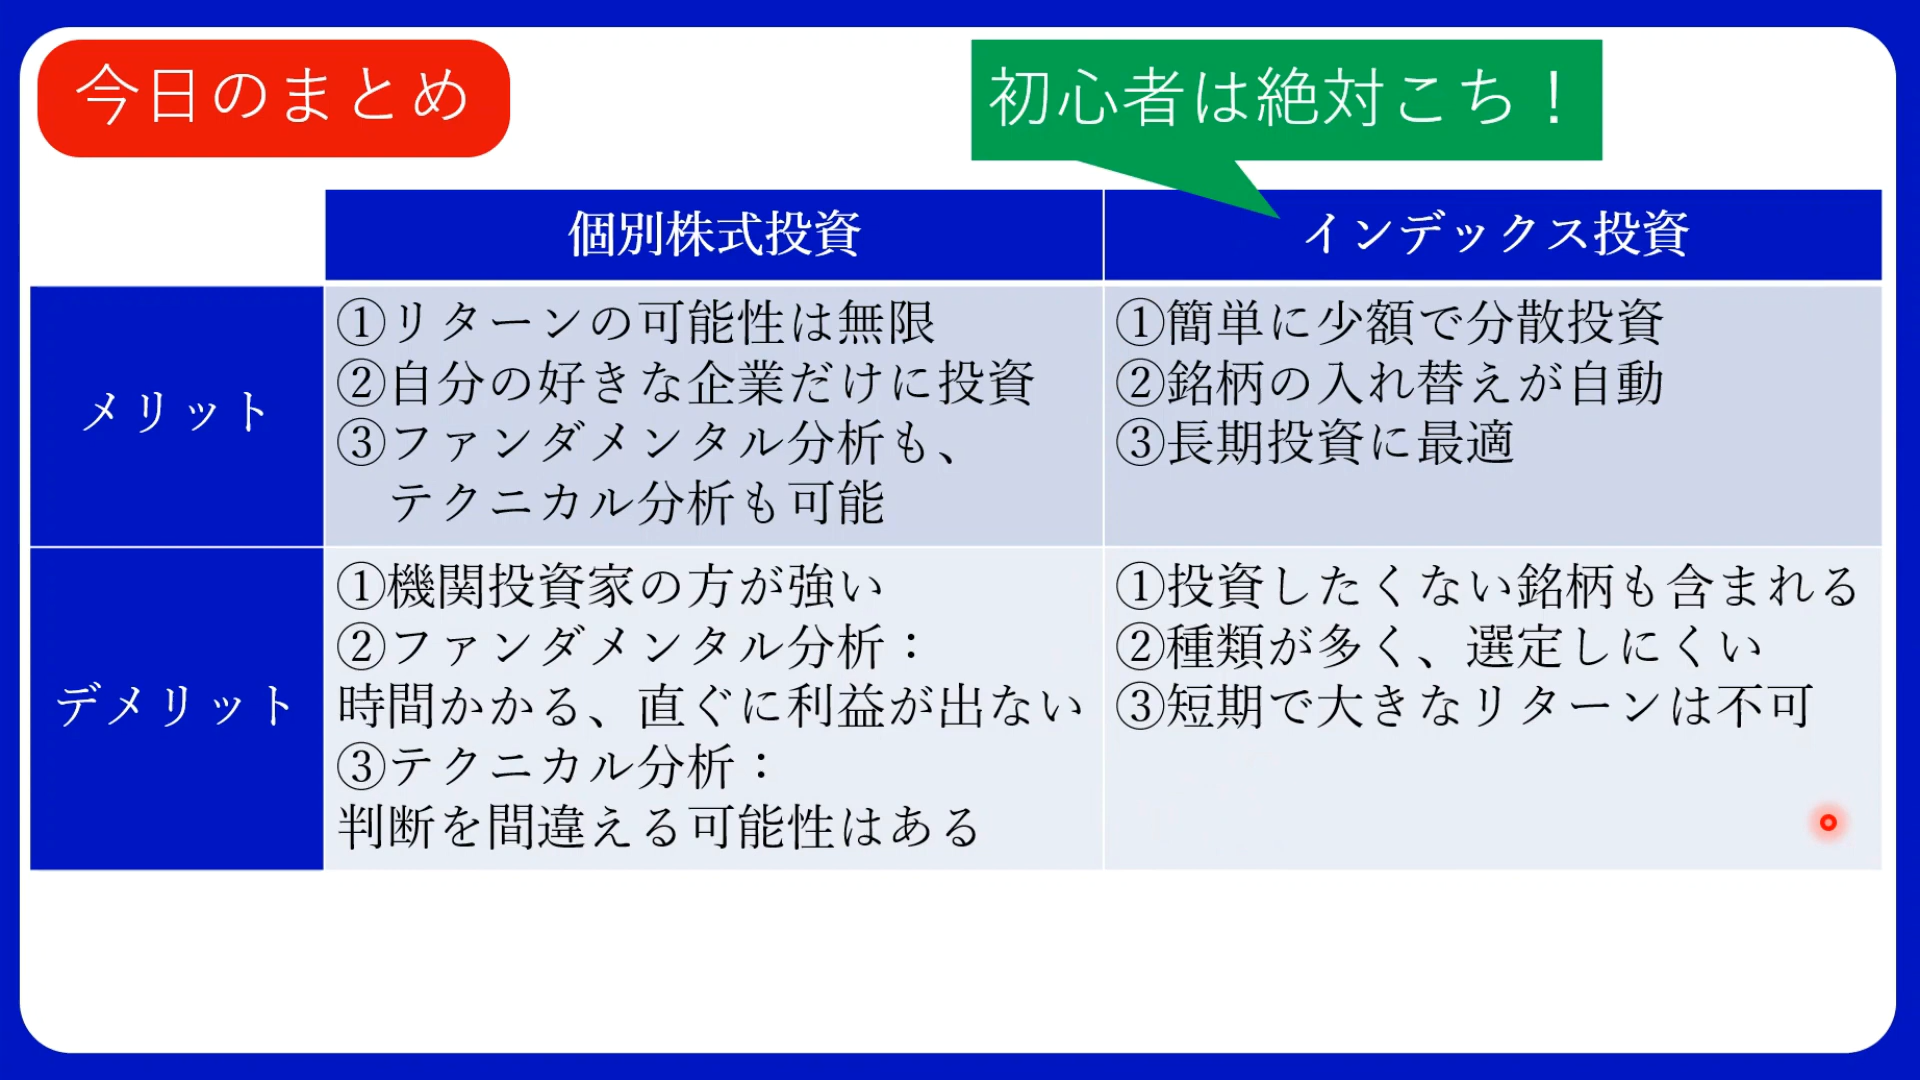 今日のまとめ
初心者は絶対こち！
個別株式投資
インデックス投資
メリット
①リターンの可能性は無限
②自分の好きな企業だけに投資
③ファンダメンタル分析も、
テクニカル分析も可能
①簡単に少額で分散投資
②銘柄の入れ替えが自動
③長期投資に最適
デメリット
①機関投資家の方が強い
②ファンダメンタル分析：
時間かかる、直ぐに利益が出ない
③テクニカル分析：
判断を間違える可能性はある
①投資したくない銘柄も含まれる
②種類が多く、選定しにくい
③短期で大きなリターンは不可